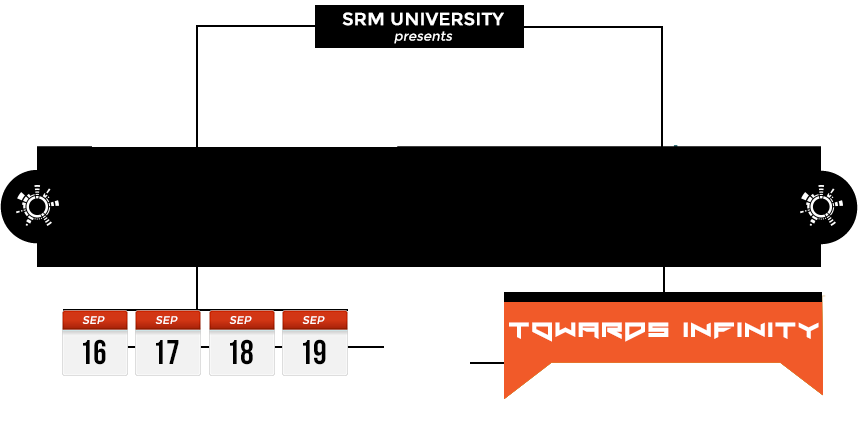 SRM UNIVERSITY
presents
SEP SEP SEP SEP
16 17 18 19
TOWARDS INFINITY